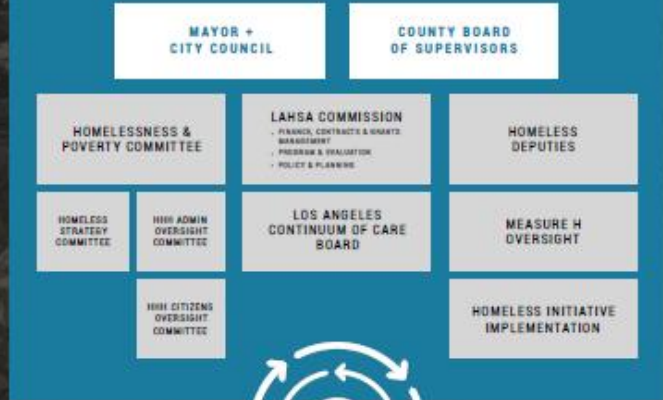 MAYOR +
CITY COUNCIL
COUNTY BOARD
OF SUPERVISORS
HOMELESSNESS &
POVERTY COMMITTEE
LAHSA COMMISSION
• FINANCE, CONTRACTS & GRANTS
MANAGEMENT
• PROGRAM & EVALUATION
• POLICY & PLANNING
HOMELESS
DEPUTIES
HOMELESS
STRATEGY
COMMITTEE
HHH ADMIN
OVERSIGHT
COMMITTEE
LOS ANGELES
CONTINUUM OF CARE
BOARD
MEASURE H
OVERSIGHT
HHH CITIZENS
OVERSIGHT
COMMITTEE
HOMELESS INITIATIVE
IMPLEMENTATION